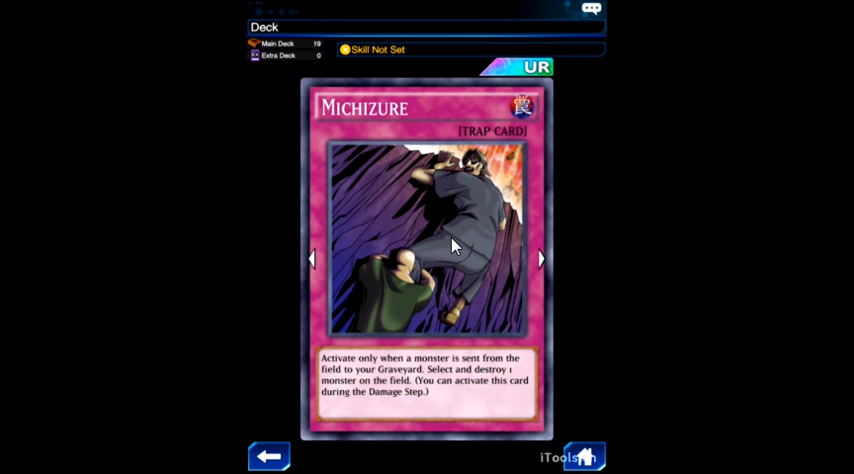 Deck
Main Deck 19
Extra Deck 0
Skill Not Set
UR
MICHIZURE
罠
[TRAP CARD]
Activate only when a monster is sent from the
field to your Graveyard. Select and destroy 1
monster on the field. (You can activate this card
during the Damage Step.)